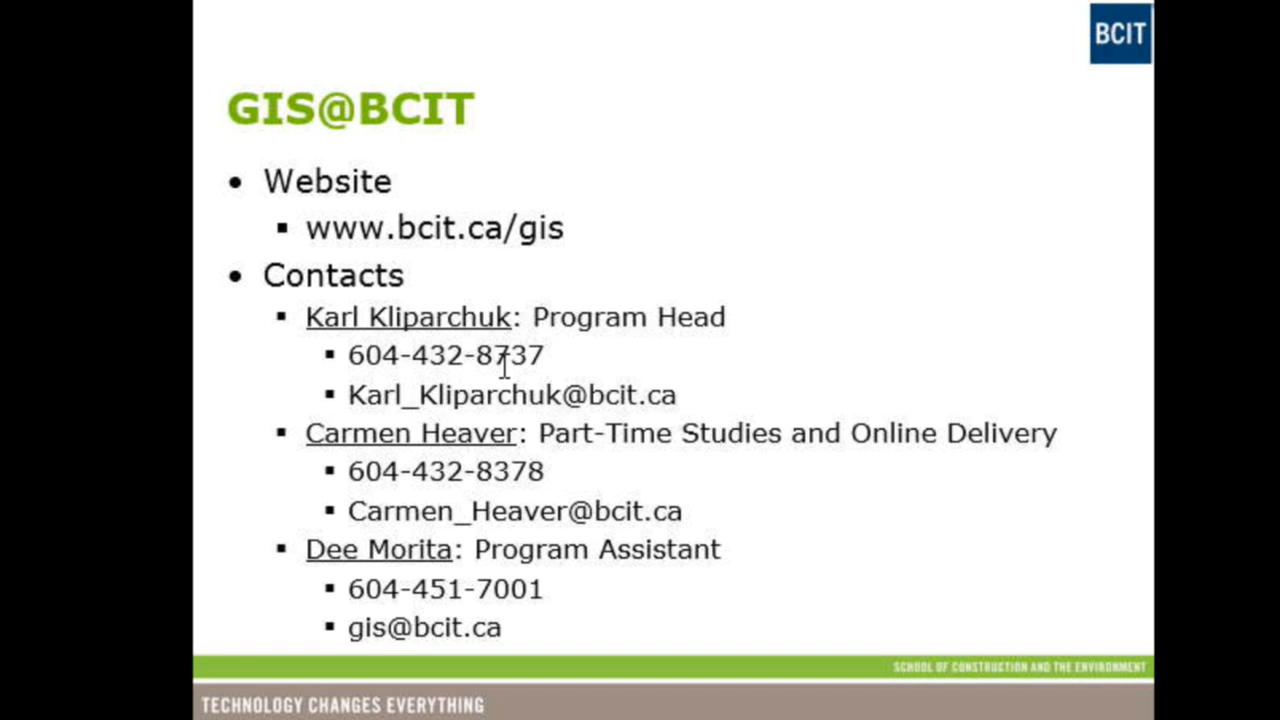 BCIT
GIS@BCIT
• Website
▪ www.bcit.ca/gis
• Contacts
▪ Karl Kliparchuk: Program Head
▪ 604-432-8737
▪ Karl_Kliparchuk@bcit.ca
▪ Carmen Heaver: Part-Time Studies and Online Delivery
▪ 604-432-8378
▪ Carmen_Heaver@bcit.ca
▪ Dee Morita: Program Assistant
▪ 604-451-7001
▪ gis@bcit.ca
SCHOOL OF CONSTRUCTION AND THE ENVIRONMENT
TECHNOLOGY CHANGES EVERYTHING